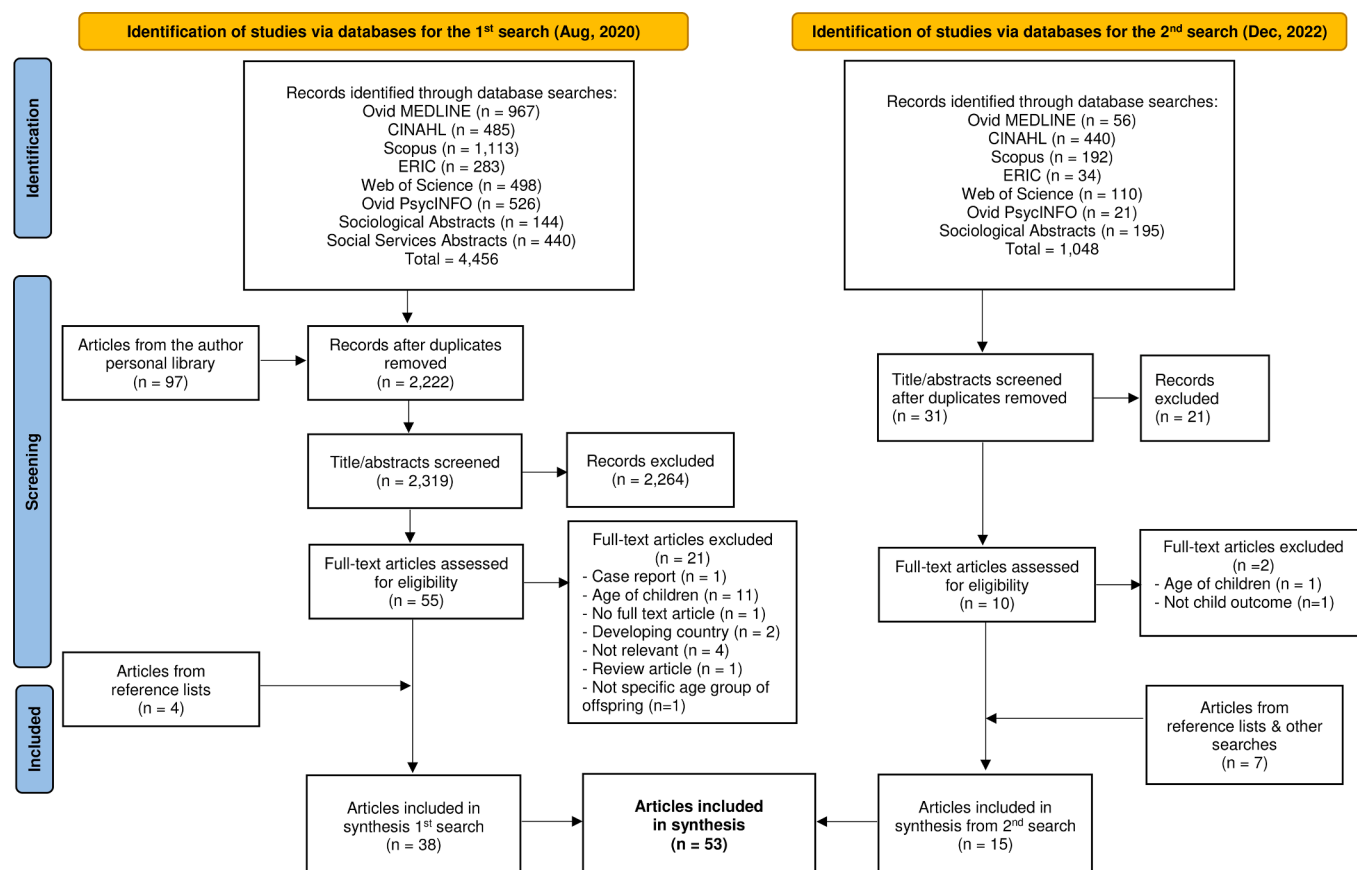 Identification of studies via databases for the 1st search (Aug, 2020)
Identification of studies via databases for the 2nd search (Dec, 2022)
Identification
Records identified through database searches:
Ovid MEDLINE (n = 967)
CINAHL (n = 485)
Scopus (n = 1,113)
ERIC (n = 283)
Web of Science (n = 498)
Ovid PsycINFO (n = 526)
Sociological Abstracts (n = 144)
Social Services Abstracts (n = 440)
Total = 4,456
Records identified through database searches:
Ovid MEDLINE (n = 56)
CINAHL (n = 440)
Scopus (n = 192)
ERIC (n = 34)
Web of Science (n = 110)
Ovid PsycINFO (n = 21)
Sociological Abstracts (n = 195)
Total = 1,048
Screening
Articles from the author
personal library
(n = 97)
Records after duplicates
removed
(n = 2,222)
Title/abstracts screened
after duplicates removed
(n = 31)
Records
excluded
(n = 21)
Title/abstracts screened
(n = 2,319)
Records excluded
(n = 2,264)
Full-text articles assessed
for eligibility
(n = 55)
Full-text articles excluded
(n = 21)
- Case report (n = 1)
- Age of children (n = 11)
- No full text article (n = 1)
- Developing country (n = 2)
- Not relevant (n = 4)
- Review article (n = 1)
- Not specific age group of
offspring (n=1)
Full-text articles assessed
for eligibility
(n = 10)
Full-text articles excluded
(n =2)
- Age of children (n = 1)
- Not child outcome (n=1)
Included
Articles from
reference lists
(n = 4)
Articles from
reference lists & other
searches
(n = 7)
Articles included in
synthesis 1st search
(n = 38)
Articles included
in synthesis
(n = 53)
Articles included in
synthesis from 2nd search
(n = 15)